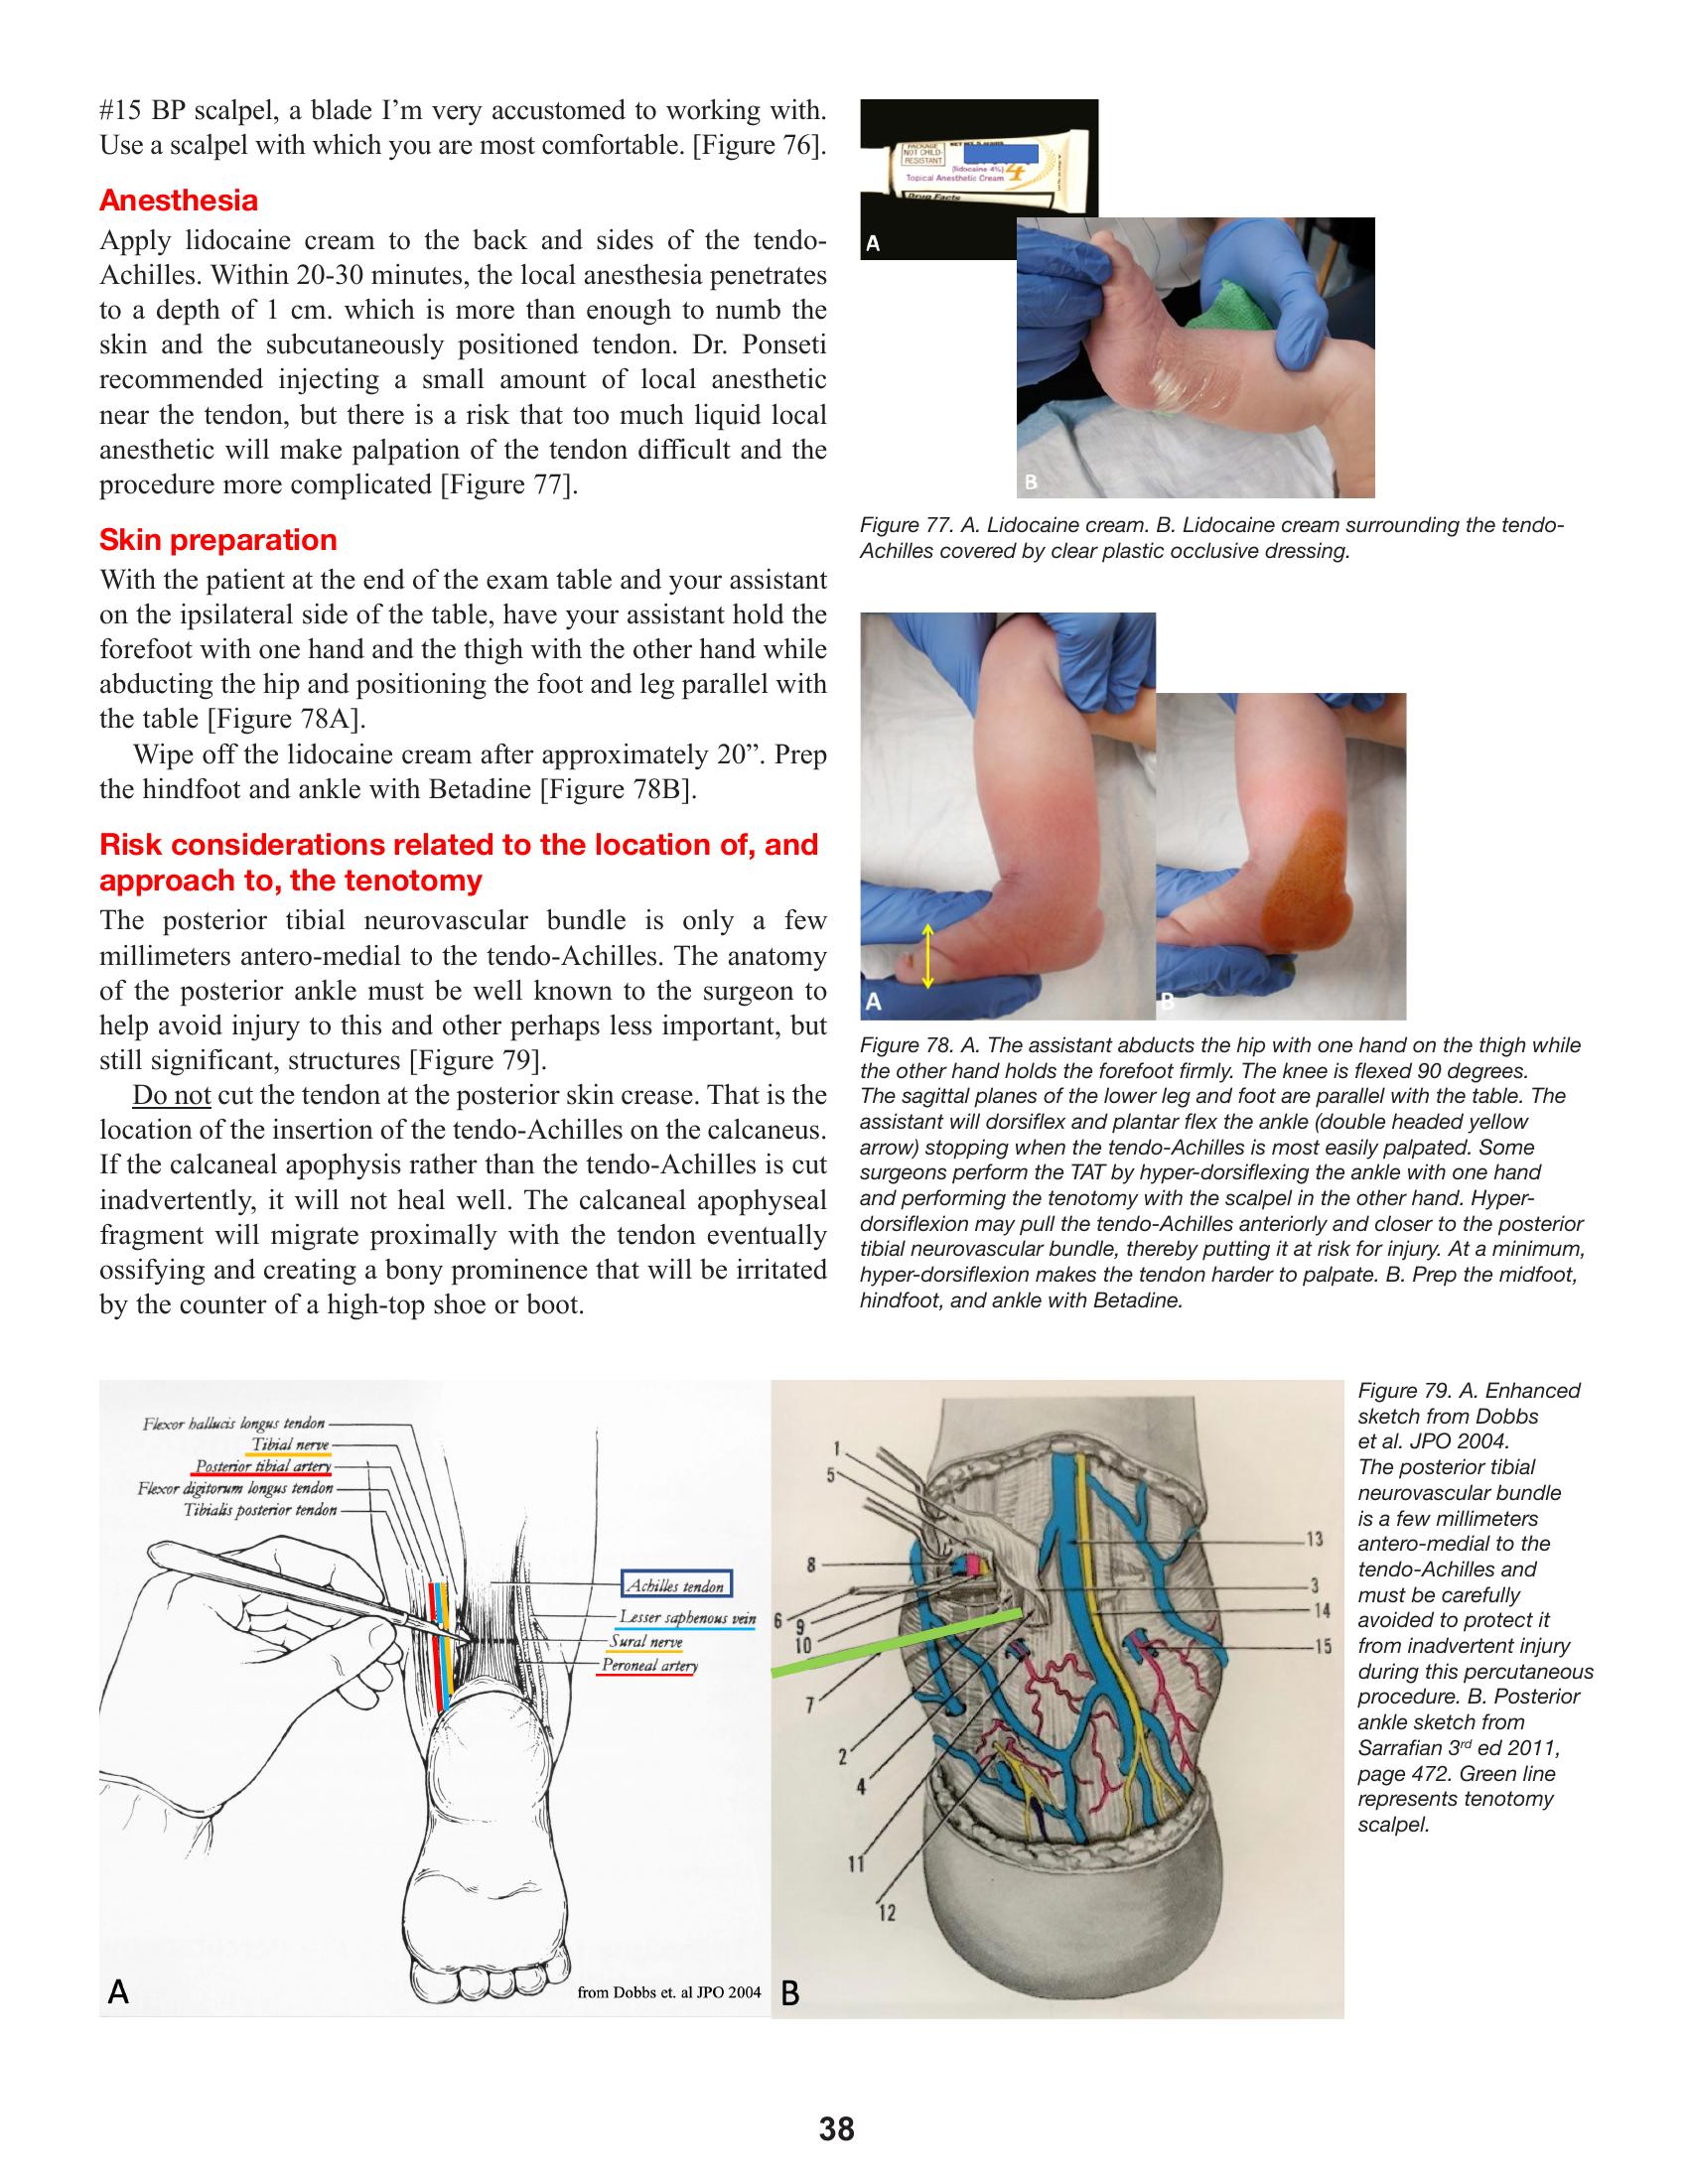 #15 BP scalpel, a blade I’m very accustomed to working with.
Use a scalpel with which you are most comfortable. [Figure 76].
Anesthesia
Apply lidocaine cream to the back and sides of the tendo-
Achilles. Within 20-30 minutes, the local anesthesia penetrates
to a depth of 1 cm. which is more than enough to numb the
skin and the subcutaneously positioned tendon. Dr. Ponseti
recommended injecting a small amount of local anesthetic
near the tendon, but there is a risk that too much liquid local
anesthetic will make palpation of the tendon difficult and the
procedure more complicated [Figure 77].
Skin preparation
With the patient at the end of the exam table and your assistant
on the ipsilateral side of the table, have your assistant hold the
forefoot with one hand and the thigh with the other hand while
abducting the hip and positioning the foot and leg parallel with
the table [Figure 78A].
Wipe off the lidocaine cream after approximately 20”. Prep
the hindfoot and ankle with Betadine [Figure 78B].
Risk considerations related to the location of, and
approach to, the tenotomy
The posterior tibial neurovascular bundle is only a few
millimeters antero-medial to the tendo-Achilles. The anatomy
of the posterior ankle must be well known to the surgeon to
help avoid injury to this and other perhaps less important, but
still significant, structures [Figure 79].
Do not cut the tendon at the posterior skin crease. That is the
location of the insertion of the tendo-Achilles on the calcaneus.
If the calcaneal apophysis rather than the tendo-Achilles is cut
inadvertently, it will not heal well. The calcaneal apophyseal
fragment will migrate proximally with the tendon eventually
ossifying and creating a bony prominence that will be irritated
by the counter of a high-top shoe or boot.
PACKAGE
NOT CHILD-
RESISTANT
(lidocaine 4%)
4
Topical Anesthetic Cream
Drug Facts
A
B
Figure 77. A. Lidocaine cream. B. Lidocaine cream surrounding the tendo-
Achilles covered by clear plastic occlusive dressing.
A
B
Figure 78. A. The assistant abducts the hip with one hand on the thigh while
the other hand holds the forefoot firmly. The knee is flexed 90 degrees.
The sagittal planes of the lower leg and foot are parallel with the table. The
assistant will dorsiflex and plantar flex the ankle (double headed yellow
arrow) stopping when the tendo-Achilles is most easily palpated. Some
surgeons perform the TAT by hyper-dorsiflexing the ankle with one hand
and performing the tenotomy with the scalpel in the other hand. Hyper-
dorsiflexion may pull the tendo-Achilles anteriorly and closer to the posterior
tibial neurovascular bundle, thereby putting it at risk for injury. At a minimum,
hyper-dorsiflexion makes the tendon harder to palpate. B. Prep the midfoot,
hindfoot, and ankle with Betadine.
Flexor hallucis longus tendon
Tibial nerve
Posterior tibial artery
Flexor digitorum longus tendon
Tibialis posterior tendon
Achilles tendon
Lesser saphenous vein
Sural nerve
Peroneal artery
A
from Dobbs et. al JPO 2004
1
5
8
6
9
10
7
2
4
11
12
13
3
14
15
B
Figure 79. A. Enhanced
sketch from Dobbs
et al. JPO 2004.
The posterior tibial
neurovascular bundle
is a few millimeters
antero-medial to the
tendo-Achilles and
must be carefully
avoided to protect it
from inadvertent injury
during this percutaneous
procedure. B. Posterior
ankle sketch from
Sarrafian 3rd ed 2011,
page 472. Green line
represents tenotomy
scalpel.
38